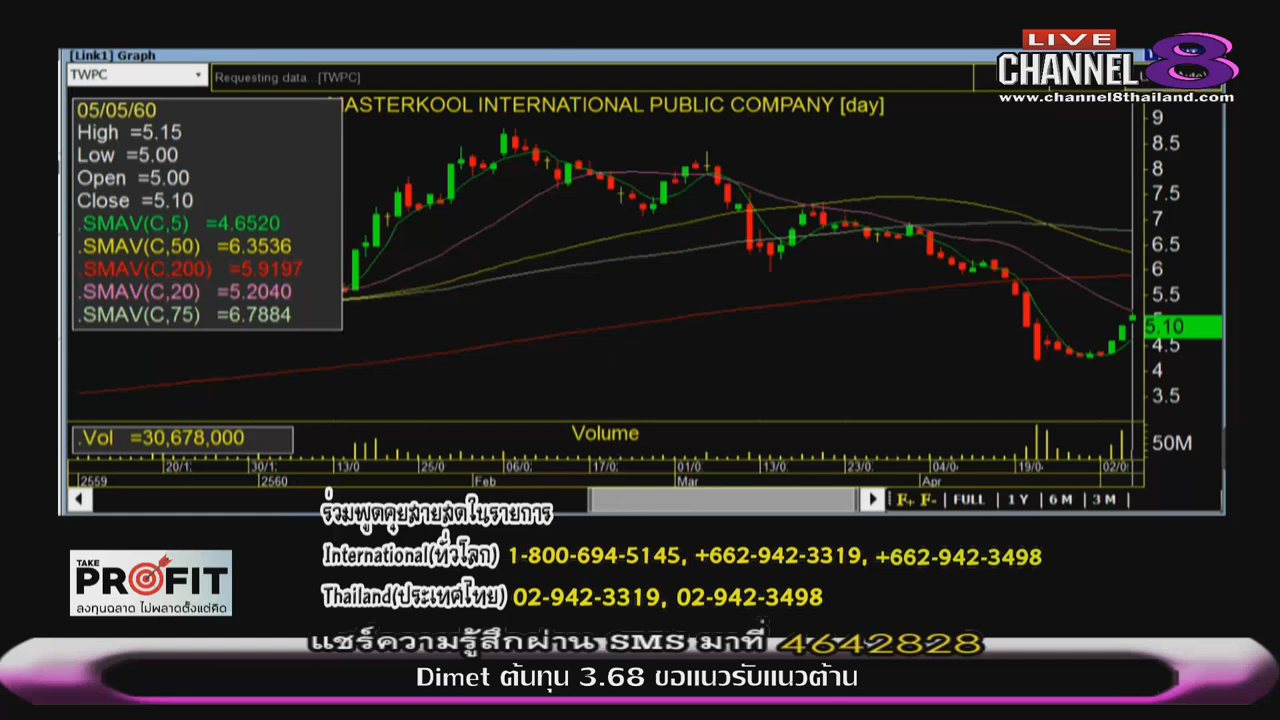 [Link1] Graph
TWPC
Requesting data...[TWPC]
LIVE
CHANNEL 8
www.channel8thailand.com
MASTERKOOL INTERNATIONAL PUBLIC COMPANY [day]
05/05/60
High =5.15
Low =5.00
Open =5.00
Close =5.10
.SMAV(C,5) =4.6520
.SMAV(C,50) =6.3536
.SMAV(C,200) =5.9197
.SMAV(C,20) =5.2040
.SMAV(C,75) =6.7884
9
8.5
8
7.5
7
6.5
6
5.5
5.10
4.5
4
3.5
.Vol =30,678,000
Volume
50M
20/1 30/1 13/0 25/0 06/0 17/0 01/0 13/0 23/0 04/0 19/0 02/0
2559 2560 Feb Mar Apr
F+ F- FULL 1 Y 6 M 3 M
ร่วมพูดคุยสายสดในรายการ
International(ทั่วโลก) 1-800-694-5145, +662-942-3319, +662-942-3498
Thailand(ประเทศไทย) 02-942-3319, 02-942-3498
TAKE
PROFIT
ลงทุนฉลาด ไม่พลาดตั้งแต่คิด
แชร์ความรู้สึกผ่าน SMS มาที่ 4642828
Dimet ต้นทุน 3.68 ขอแนวรับแนวต้าน